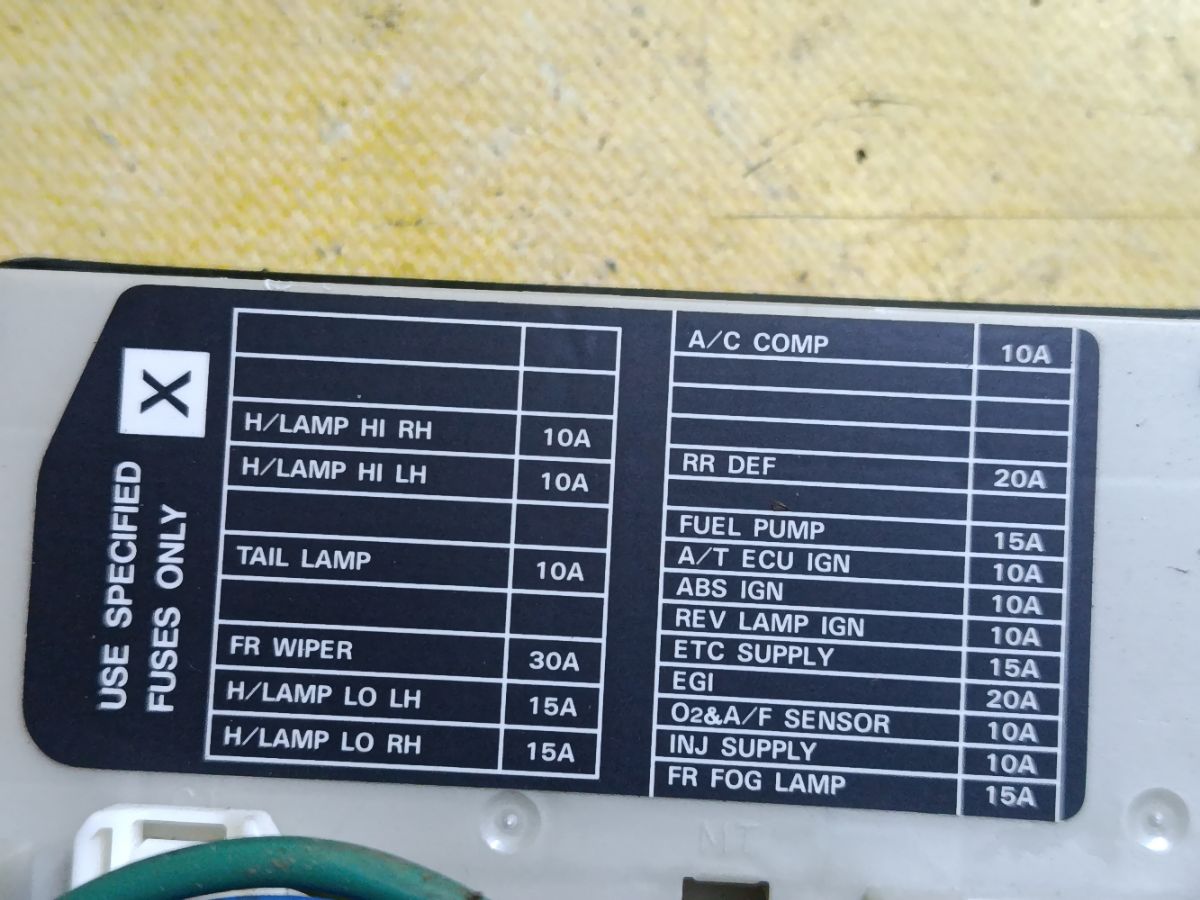 X
USE SPECIFIED
FUSES ONLY
H/LAMP HI RH 10A
H/LAMP HI LH 10A
TAIL LAMP 10A
FR WIPER 30A
H/LAMP LO LH 15A
H/LAMP LO RH 15A
A/C COMP 10A
RR DEF 20A
FUEL PUMP 15A
A/T ECU IGN 10A
ABS IGN 10A
REV LAMP IGN 10A
ETC SUPPLY 15A
EGI 20A
O2&A/F SENSOR 10A
INJ SUPPLY 10A
FR FOG LAMP 15A
MT